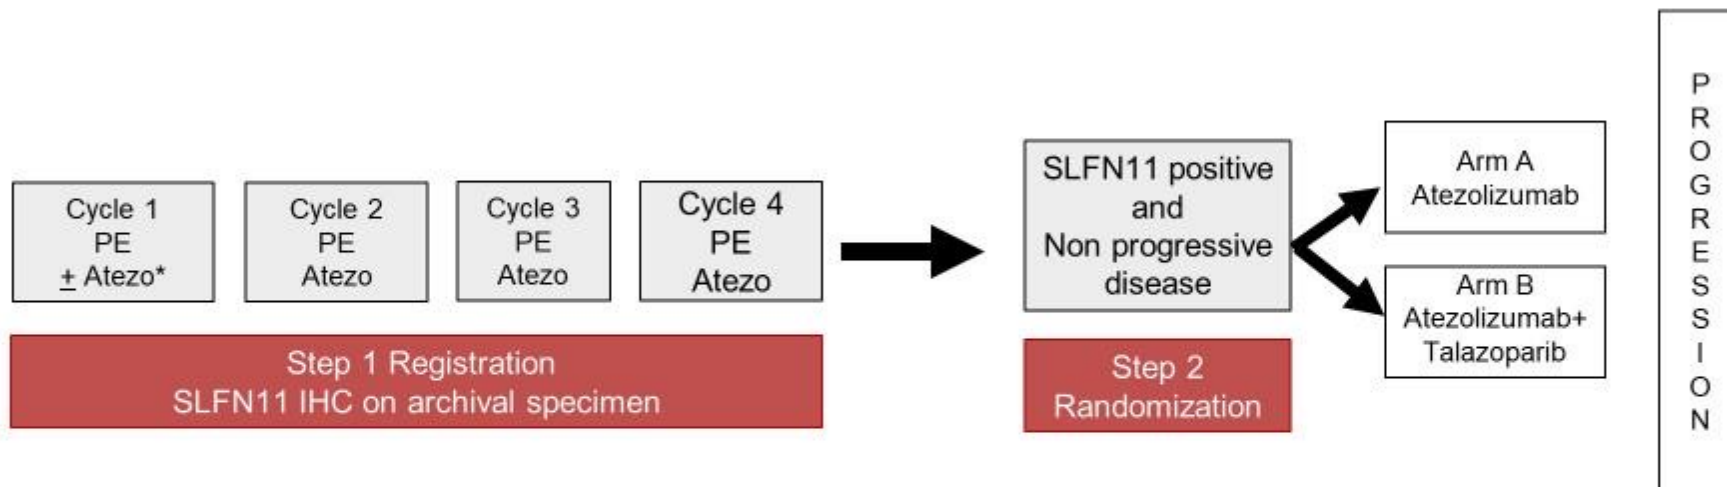 Cycle 1
PE
± Atezo*
Cycle 2
PE
Atezo
Cycle 3
PE
Atezo
Cycle 4
PE
Atezo
Step 1 Registration
SLFN11 IHC on archival specimen
SLFN11 positive
and
Non progressive
disease
Step 2
Randomization
Arm A
Atezolizumab
Arm B
Atezolizumab+
Talazoparib
P
R
O
G
R
E
S
S
I
O
N